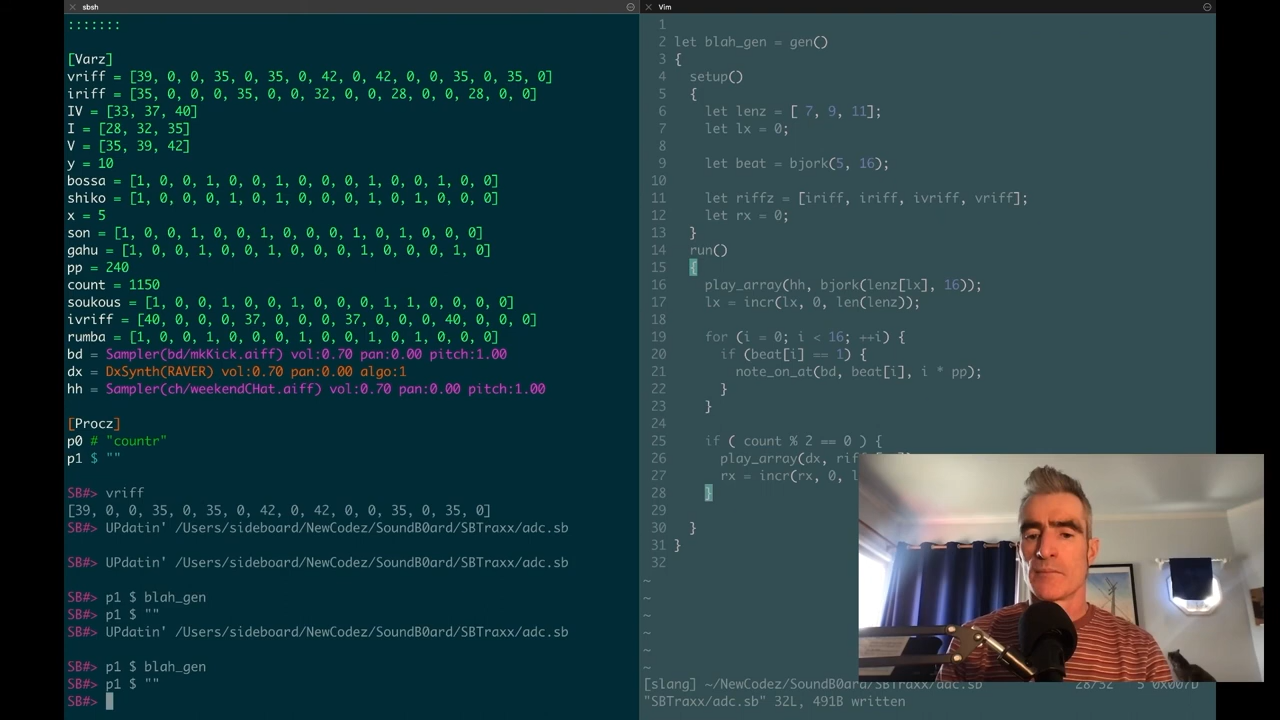 sbsh
:::::::
[Varz]
vriff = [39, 0, 0, 35, 0, 35, 0, 42, 0, 42, 0, 0, 35, 0, 35, 0]
iriff = [35, 0, 0, 0, 35, 0, 0, 32, 0, 0, 28, 0, 0, 28, 0, 0]
IV = [33, 37, 40]
I = [28, 32, 35]
V = [35, 39, 42]
y = 10
bossa = [1, 0, 0, 1, 0, 0, 1, 0, 0, 0, 1, 0, 0, 1, 0, 0]
shiko = [1, 0, 0, 0, 1, 0, 1, 0, 0, 0, 1, 0, 1, 0, 0, 0]
x = 5
son = [1, 0, 0, 1, 0, 0, 1, 0, 0, 0, 1, 0, 1, 0, 0, 0]
gahu = [1, 0, 0, 1, 0, 0, 1, 0, 0, 0, 1, 0, 0, 0, 1, 0]
pp = 240
count = 1150
soukous = [1, 0, 0, 1, 0, 0, 1, 0, 0, 0, 1, 1, 0, 0, 0, 0]
ivriff = [40, 0, 0, 0, 37, 0, 0, 0, 37, 0, 0, 0, 40, 0, 0, 0]
rumba = [1, 0, 0, 1, 0, 0, 0, 1, 0, 0, 1, 0, 1, 0, 0, 0]
bd = Sampler(bd/mkKick.aiff) vol:0.70 pan:0.00 pitch:1.00
dx = DxSynth(RAVER) vol:0.70 pan:0.00 algo:1
hh = Sampler(ch/weekendCHat.aiff) vol:0.70 pan:0.00 pitch:1.00
[Procz]
p0 # "countr"
p1 $ ""
SB#> vriff
[39, 0, 0, 35, 0, 35, 0, 42, 0, 42, 0, 0, 35, 0, 35, 0]
SB#> UPdatin' /Users/sideboard/NewCodez/SoundB0ard/SBTraxx/adc.sb
SB#> UPdatin' /Users/sideboard/NewCodez/SoundB0ard/SBTraxx/adc.sb
SB#> p1 $ blah_gen
SB#> p1 $ ""
SB#> UPdatin' /Users/sideboard/NewCodez/SoundB0ard/SBTraxx/adc.sb
SB#> p1 $ blah_gen
SB#> p1 $ ""
SB#>
Vim
1
2 let blah_gen = gen()
3 {
4 setup()
5 {
6 let lenz = [ 7, 9, 11];
7 let lx = 0;
8
9 let beat = bjork(5, 16);
10
11 let riffz = [iriff, iriff, ivriff, vriff];
12 let rx = 0;
13 }
14 run()
15 {
16 play_array(hh, bjork(lenz[lx], 16));
17 lx = incr(lx, 0, len(lenz));
18
19 for (i = 0; i < 16; ++i) {
20 if (beat[i] == 1) {
21 note_on_at(bd, beat[i], i * pp);
22 }
23 }
24
25 if ( count % 2 == 0 ) {
26 play_array(dx,
27 rx = incr(rx, 0,
28 }
29
30 }
31 }
32
~
~
~
~
~
~
[slang] ~/NewCodez/SoundB0ard/SBTraxx/adc.sb 28/32 5 0x007D
"SBTraxx/adc.sb" 32L, 491B written